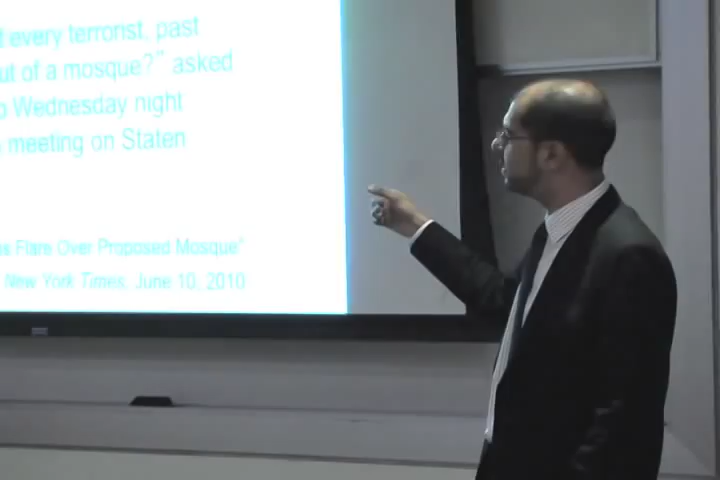 every terrorist, past
of a mosque?" asked
Wednesday night
meeting on Staten
Flare Over Proposed Mosque"
New York Times, June 10, 2010